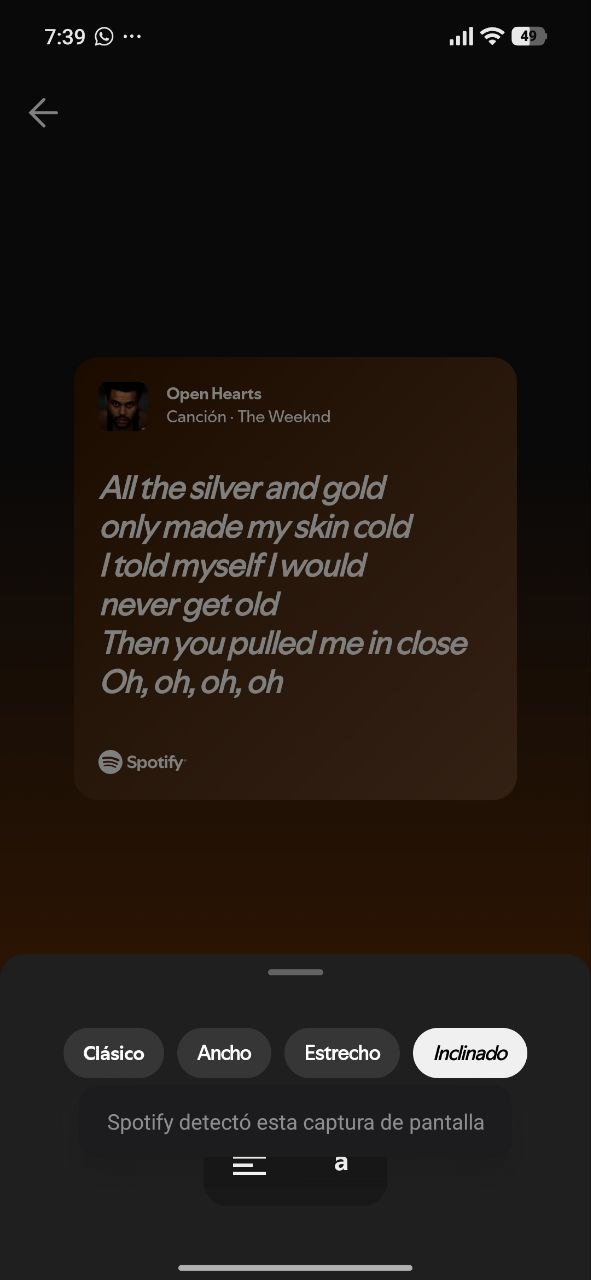 7:39
49
Open Hearts
Canción · The Weeknd
All the silver and gold
only made my skin cold
I told myself I would
never get old
Then you pulled me in close
Oh, oh, oh, oh
Spotify
Clásico Ancho Estrecho Inclinado
Spotify detectó esta captura de pantalla
a